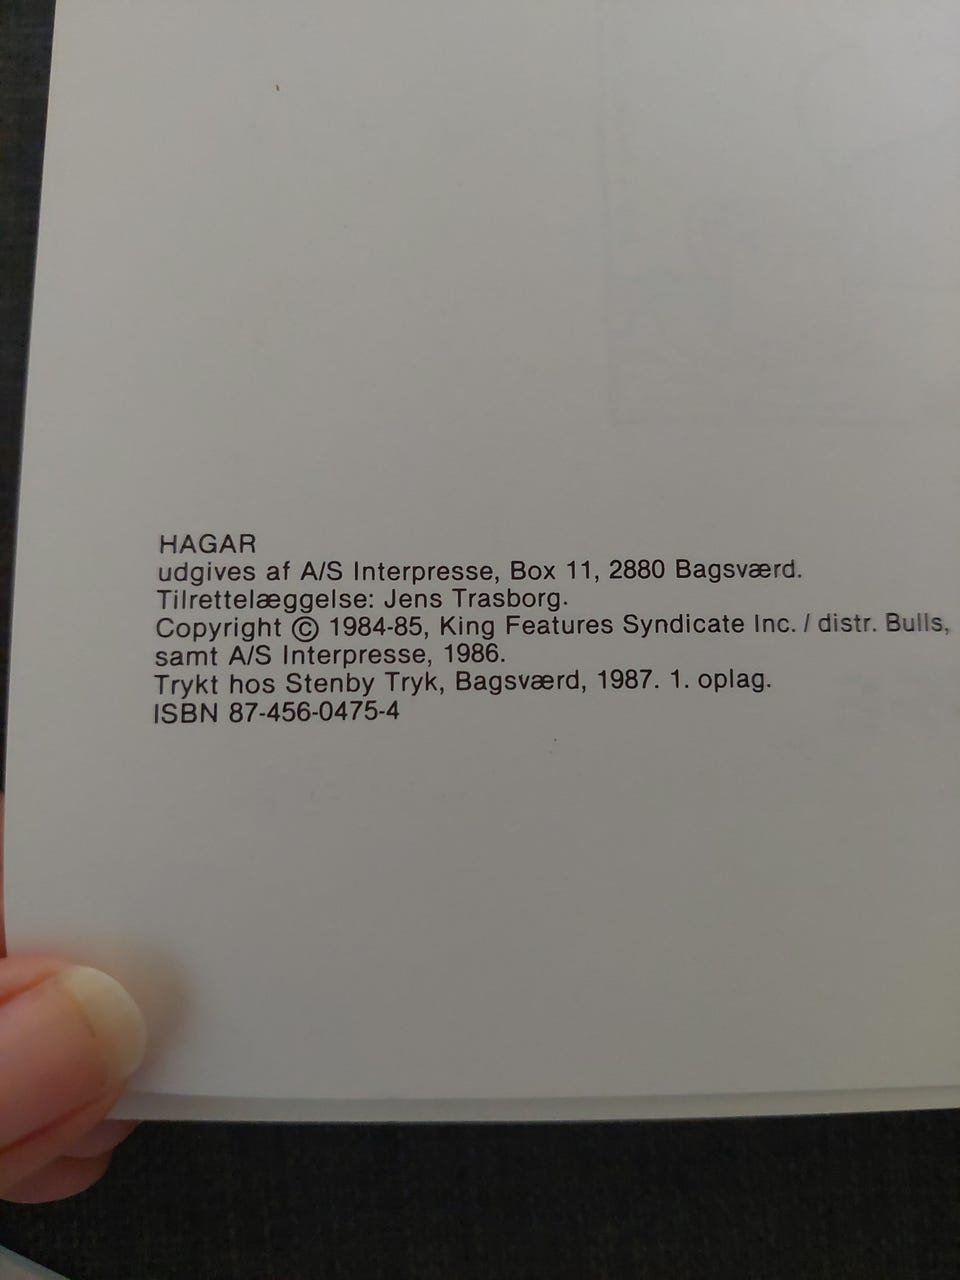 HAGAR
udgives af A/S Interpresse, Box 11, 2880 Bagsværd.
Tilrettelæggelse: Jens Trasborg.
Copyright © 1984-85, King Features Syndicate Inc. / distr. Bulls,
samt A/S Interpresse, 1986.
Trykt hos Stenby Tryk, Bagsværd, 1987. 1. oplag.
ISBN 87-456-0475-4